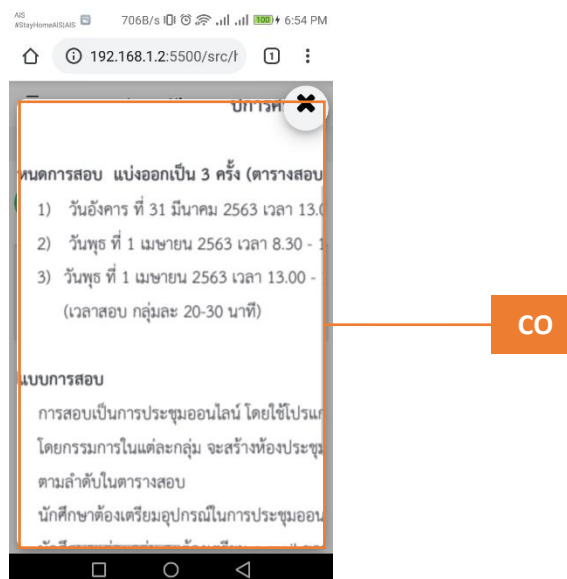 AIS
#StayHomeAIS|AIS
706B/s
100
6:54 PM
192.168.1.2:5500/src/h
1
ปการศ
หนดการสอบ แบ่งออกเป็น 3 ครั้ง (ตารางสอบ
1) วันอังคาร ที่ 31 มีนาคม 2563 เวลา 13.0
2) วันพุธ ที่ 1 เมษายน 2563 เวลา 8.30 - 1
3) วันพุธ ที่ 1 เมษายน 2563 เวลา 13.00 -
(เวลาสอบ กลุ่มละ 20-30 นาที)
CO
แบบการสอบ
การสอบเป็นการประชุมออนไลน์ โดยใช้โปรแก
โดยกรรมการในแต่ละกลุ่ม จะสร้างห้องประชุม
ตามลำดับในตารางสอบ
นักศึกษาต้องเตรียมอุปกรณ์ในการประชุมออน